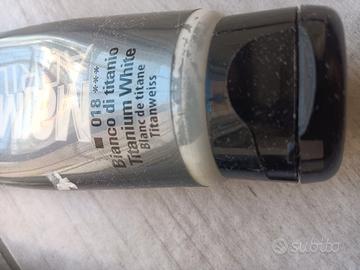 ■ 018 ***
Bianco di titanio
Titanium White
Blanc de titane
Titanweiss
subito